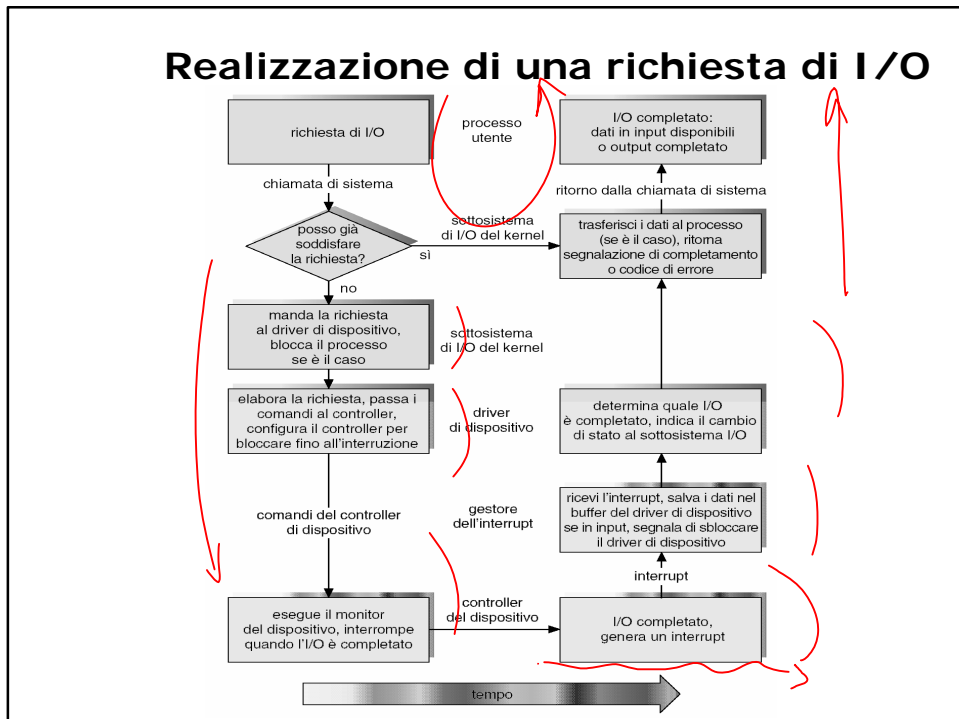 Realizzazione di una richiesta di I/O
richiesta di I/O
processo
utente
I/O completato:
dati in input disponibili
o output completato
chiamata di sistema
ritorno dalla chiamata di sistema
posso già
soddisfare
la richiesta?
sì
sottosistema
di I/O del kernel
trasferisci i dati al processo
(se è il caso), ritorna
segnalazione di completamento
o codice di errore
no
manda la richiesta
al driver di dispositivo,
blocca il processo
se è il caso
sottosistema
di I/O del kernel
elabora la richiesta, passa i
comandi al controller,
configura il controller per
bloccare fino all'interruzione
driver
di dispositivo
determina quale I/O
è completato, indica il cambio
di stato al sottosistema I/O
comandi del controller
di dispositivo
gestore
dell'interrupt
ricevi l'interrupt, salva i dati nel
buffer del driver di dispositivo
se in input, segnala di sbloccare
il driver di dispositivo
interrupt
esegue il monitor
del dispositivo, interrompe
quando l'I/O è completato
controller
del dispositivo
I/O completato,
genera un interrupt
tempo